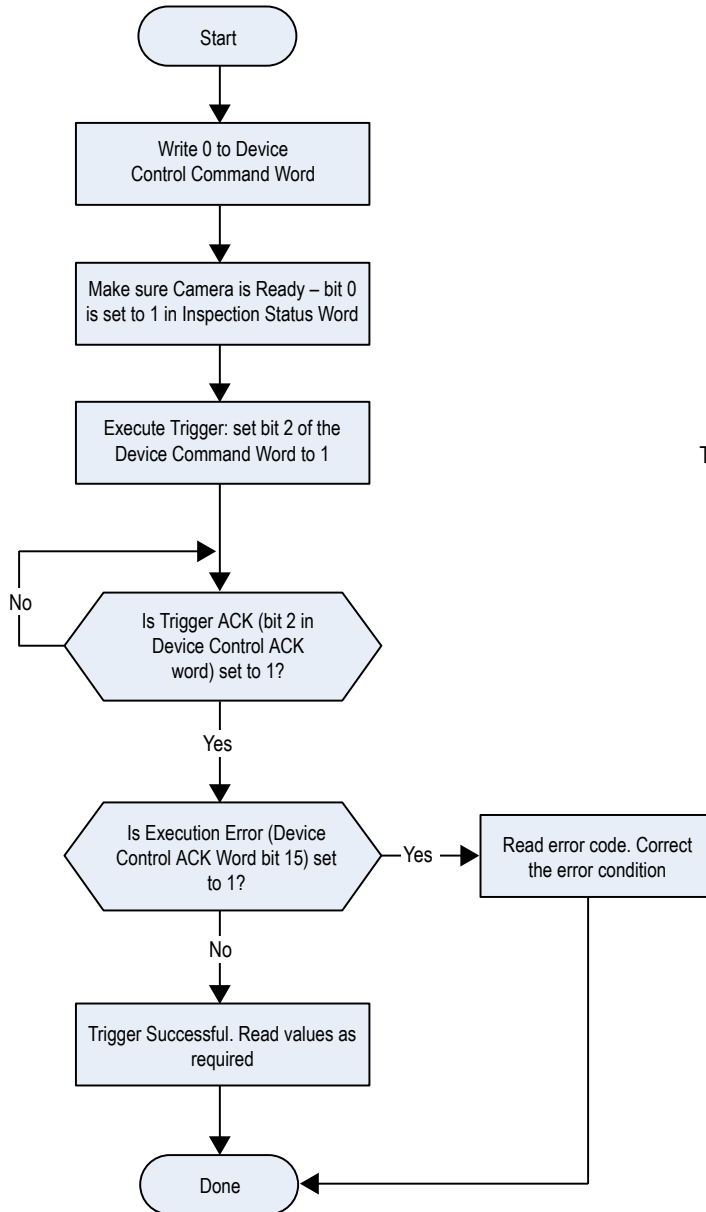 Start
Write 0 to Device
Control Command Word
Make sure Camera is Ready – bit 0
is set to 1 in Inspection Status Word
Execute Trigger: set bit 2 of the
Device Command Word to 1
T
No
Is Trigger ACK (bit 2 in
Device Control ACK
word) set to 1?
Yes
Is Execution Error (Device
Control ACK Word bit 15) set
to 1?
Yes
Read error code. Correct
the error condition
No
Trigger Successful. Read values as
required
Done